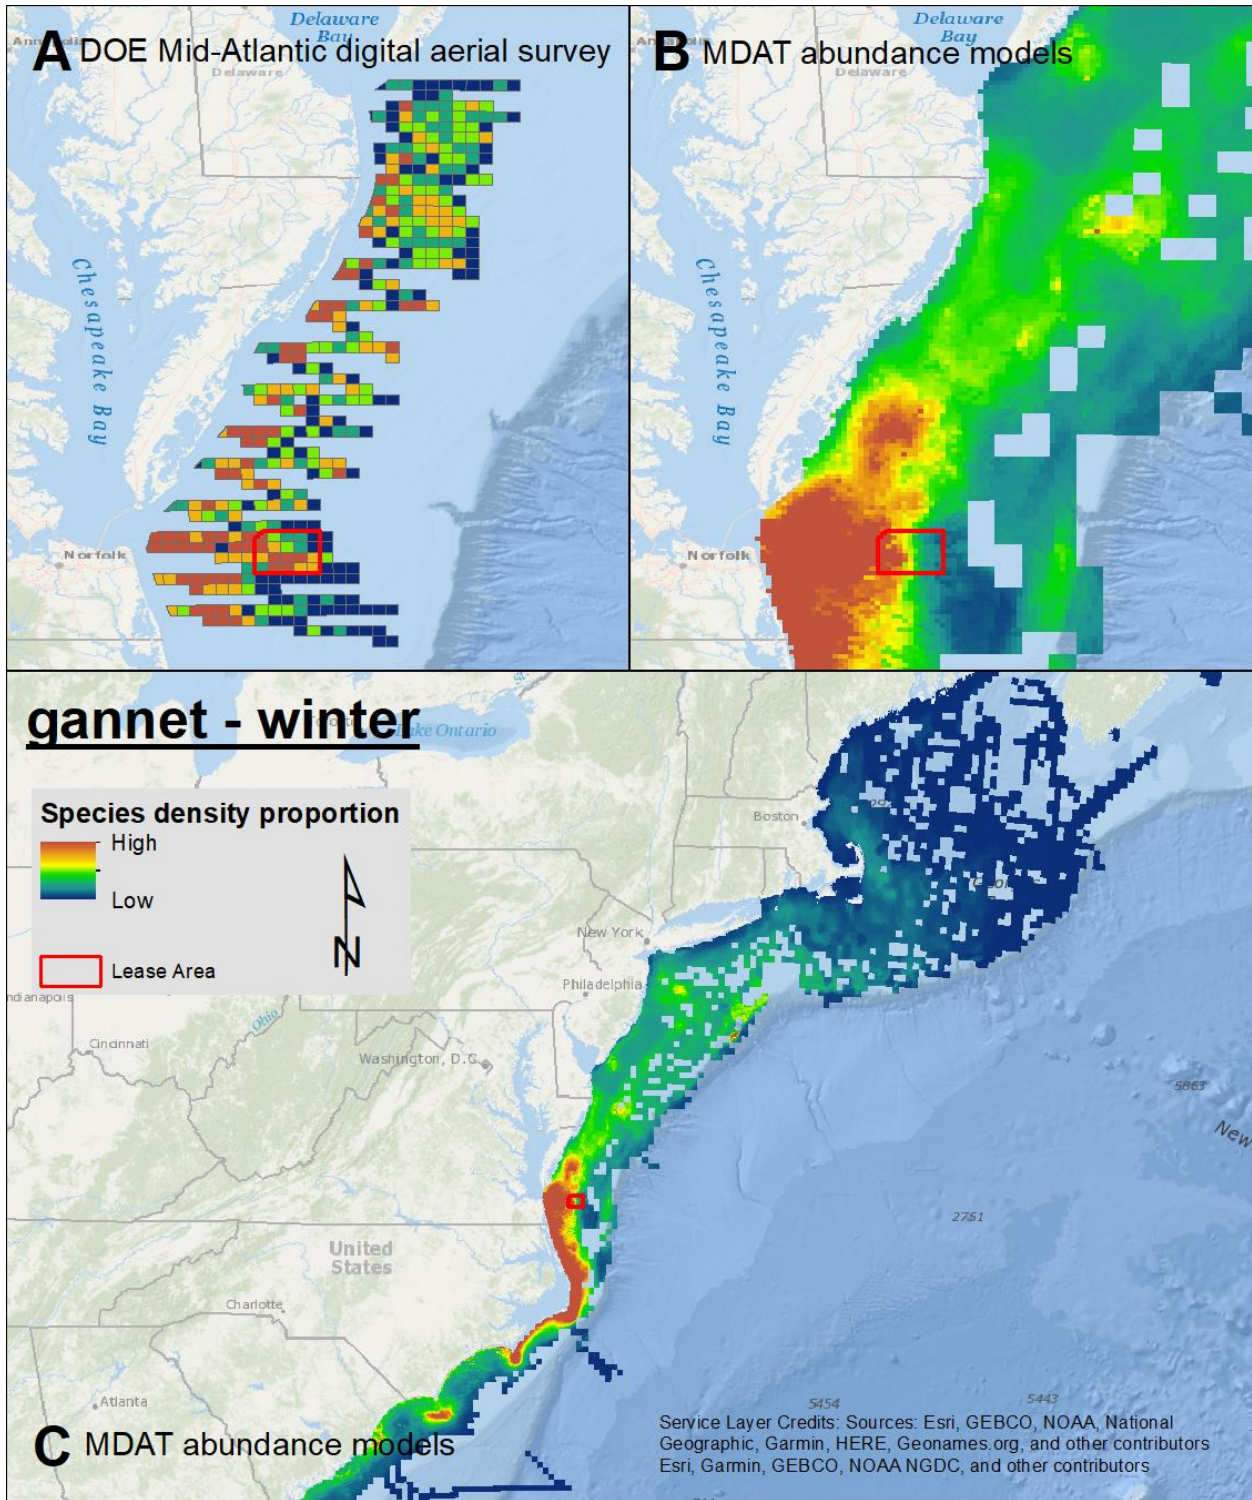 Delaware
Bay
A DOE Mid-Atlantic digital aerial survey
Delaware
Chesapeake Bay
Norfolk
Delaware
Bay
B MDAT abundance models
Delaware
Chesapeake Bay
Norfolk
gannet - winter
Lake Ontario
Species density proportion
High
Low
N
Lease Area
Boston
New York
Philadelphia
Indianapolis
Ohio
Cincinnati
Washington, D.C.
5863
New
2751
United
States
Charlotte
Atlanta
5454
5443
C MDAT abundance models
Service Layer Credits: Sources: Esri, GEBCO, NOAA, National
Geographic, Garmin, HERE, Geonames.org, and other contributors
Esri, Garmin, GEBCO, NOAA NGDC, and other contributors